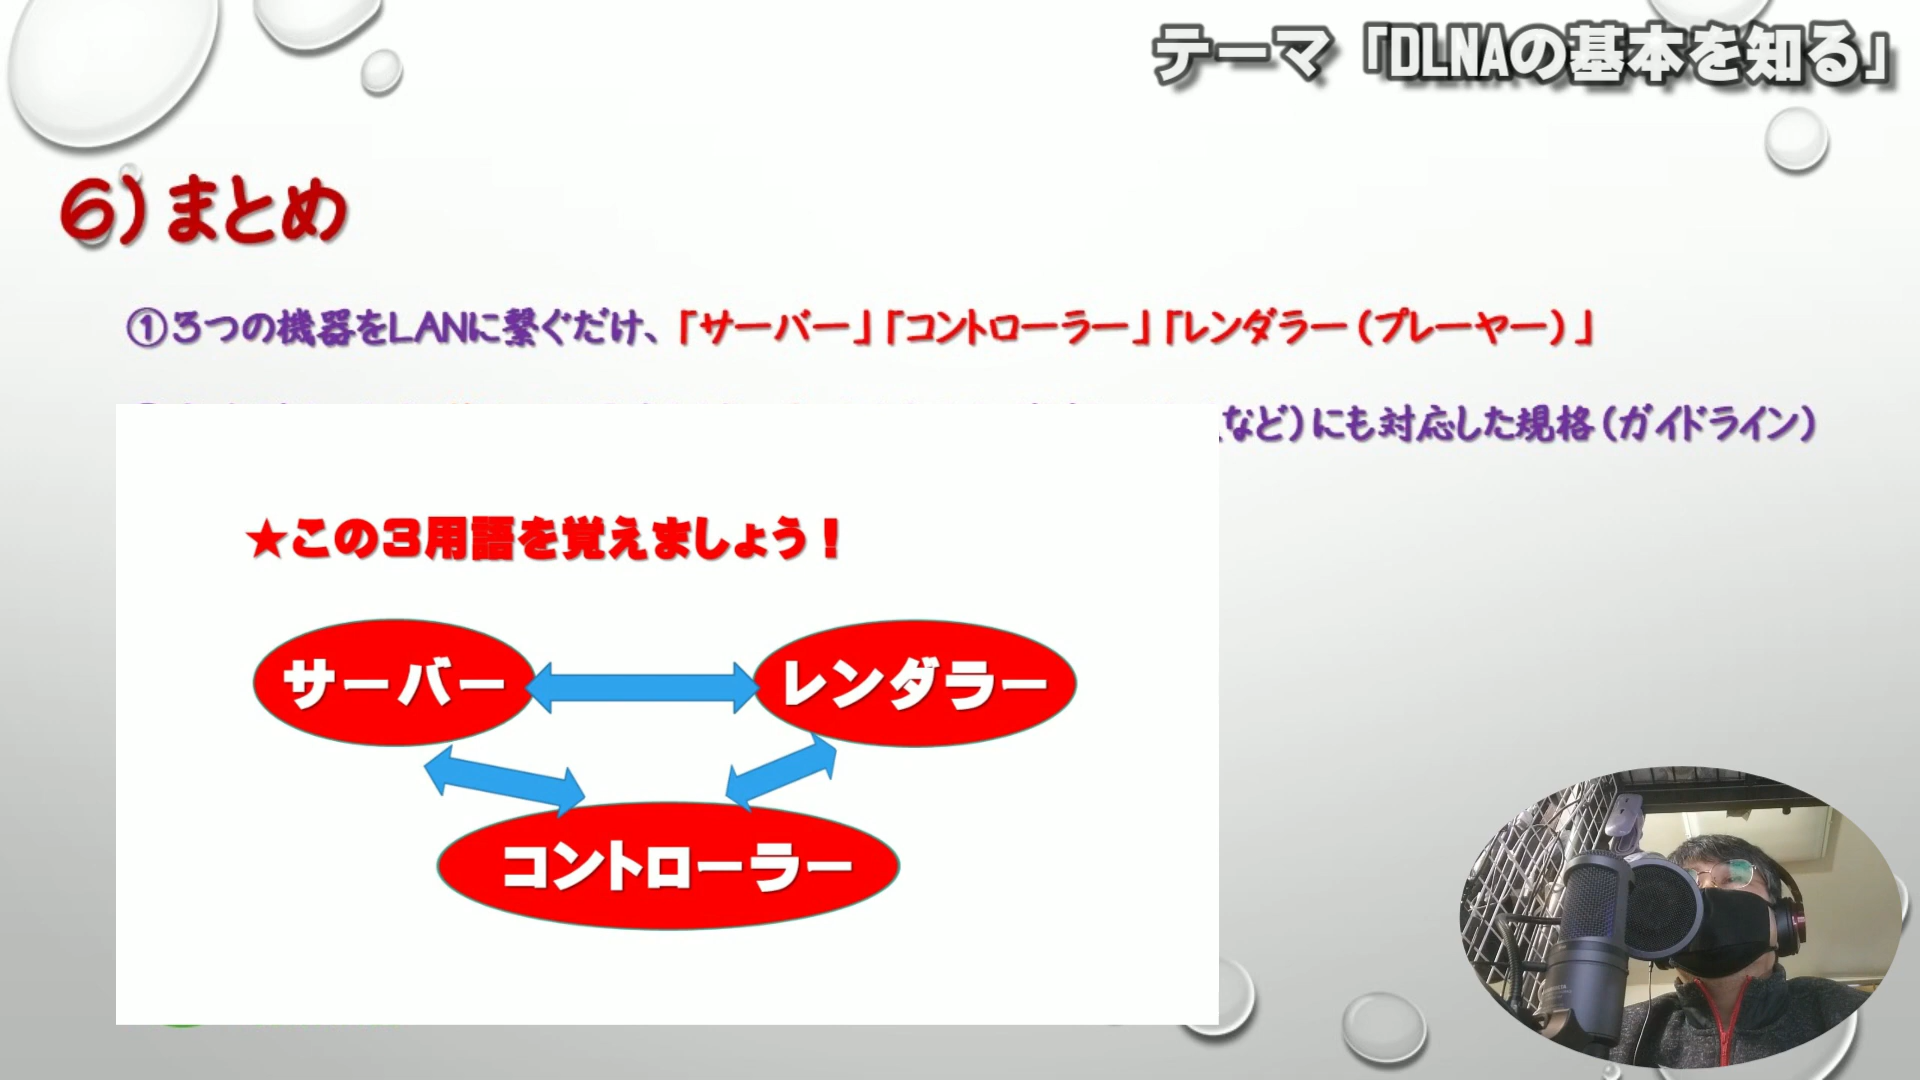 テーマ「DLNAの基本を知る」
6）まとめ
①３つの機器をLANに繋ぐだけ、「サーバー」「コントローラー」「レンダラー（プレーヤー）」
など）にも対応した規格（ガイドライン）
★この３用語を覚えましょう！
サーバー
レンダラー
コントローラー